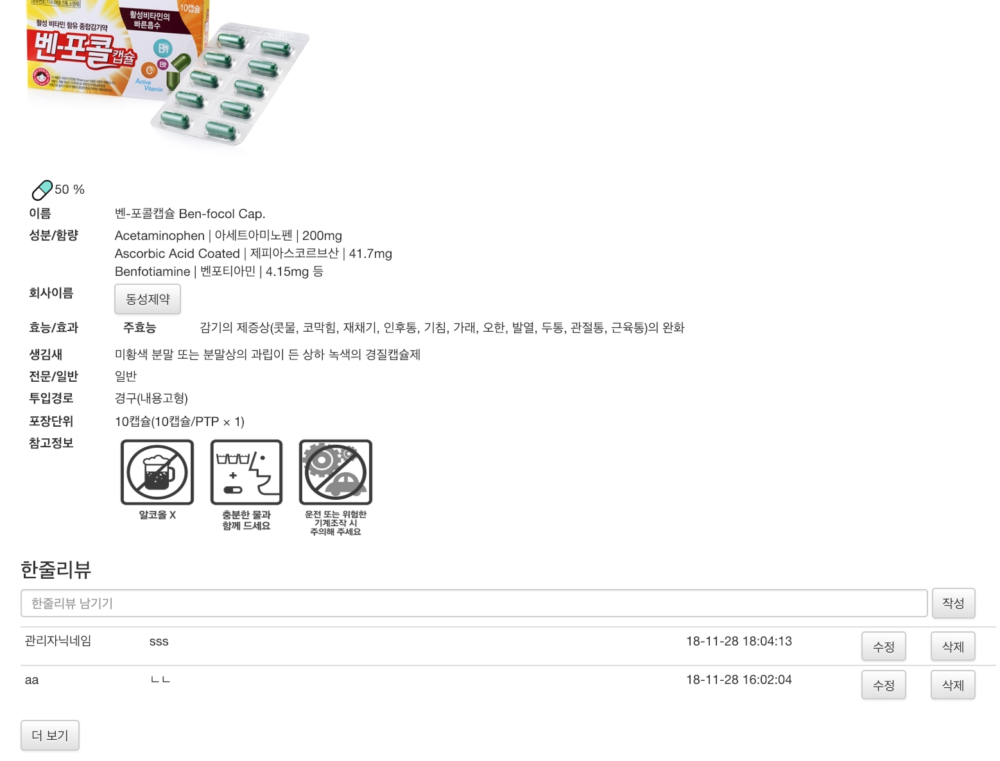 10캡슐
활성비타민의
빠른흡수
활성 비타민 함유 종합감기약
벤-포콜캡슐
B1
B2
C
Active
Vitamin
50 %
이름 벤-포콜캡슐 Ben-focol Cap.
성분/함량 Acetaminophen | 아세트아미노펜 | 200mg
Ascorbic Acid Coated | 제피아스코르브산 | 41.7mg
Benfotiamine | 벤포티아민 | 4.15mg 등
회사이름 동성제약
효능/효과 주효능 감기의 제증상(콧물, 코막힘, 재채기, 인후통, 기침, 가래, 오한, 발열, 두통, 관절통, 근육통)의 완화
생김새 미황색 분말 또는 분말상의 과립이 든 상하 녹색의 경질캡슐제
전문/일반 일반
투입경로 경구(내용고형)
포장단위 10캡슐(10캡슐/PTP × 1)
참고정보
알코올 X
충분한 물과
함께 드세요
운전 또는 위험한
기계조작 시
주의해 주세요
한줄리뷰
한줄리뷰 남기기 작성
관리자닉네임 sss 18-11-28 18:04:13 수정 삭제
aa ㄴㄴ 18-11-28 16:02:04 수정 삭제
더 보기